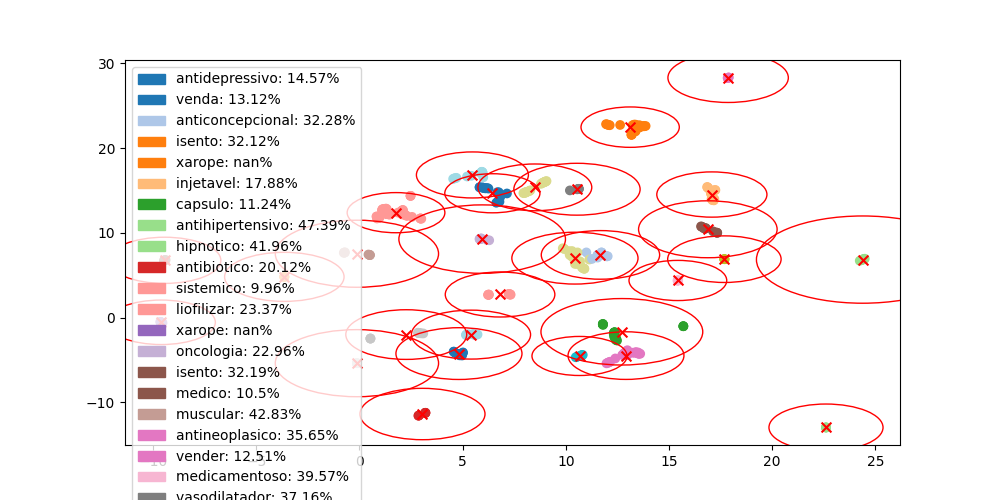 30
20
10
0
−10
antidepressivo: 14.57%
venda: 13.12%
anticoncepcional: 32.28%
isento: 32.12%
xarope: nan%
injetavel: 17.88%
capsulo: 11.24%
antihipertensivo: 47.39%
hipnotico: 41.96%
antibiotico: 20.12%
sistemico: 9.96%
liofilizar: 23.37%
xarope: nan%
oncologia: 22.96%
isento: 32.19%
medico: 10.5%
muscular: 42.83%
antineoplasico: 35.65%
vender: 12.51%
medicamentoso: 39.57%
vasodilatador: 37.16%
−10 −5 0 5 10 15 20 25